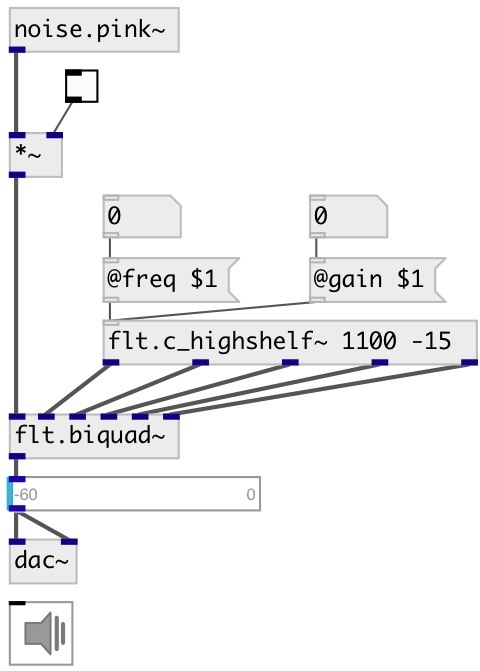 noise.pink~
*~
0 0
@freq $1 @gain $1
flt.c_highshelf~ 1100 -15
flt.biquad~
-60 0
dac~